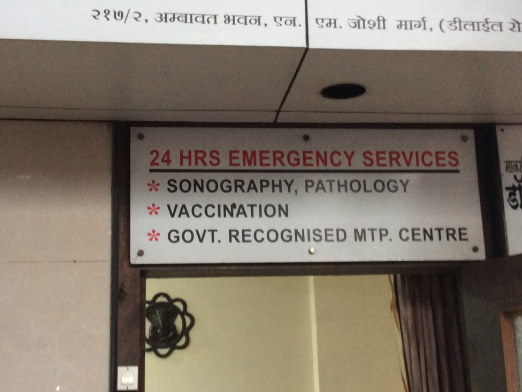 २१७/२, अम्बावत भवन, एन. एम. जोशी मार्ग, (डीलाईल रो
24 HRS EMERGENCY SERVICES
* SONOGRAPHY, PATHOLOGY
* VACCINATION
* GOVT. RECOGNISED MTP. CENTRE